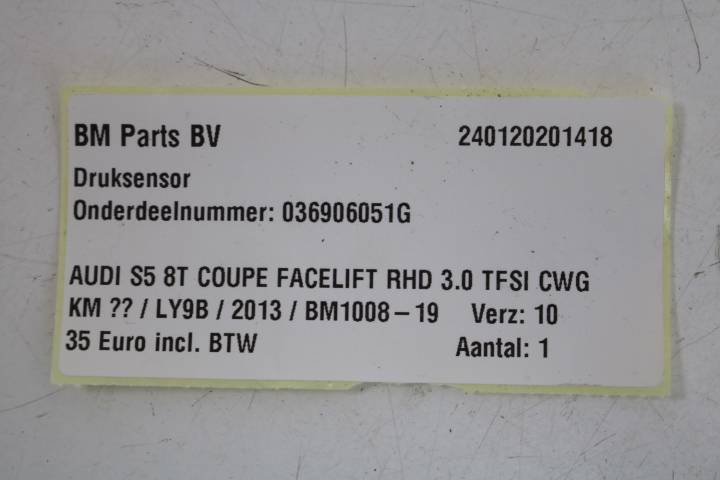 BM Parts BV 240120201418
Druksensor
Onderdeelnummer: 036906051G
AUDI S5 8T COUPE FACELIFT RHD 3.0 TFSI CWG
KM ?? / LY9B / 2013 / BM1008-19 Verz: 10
35 Euro incl. BTW Aantal: 1